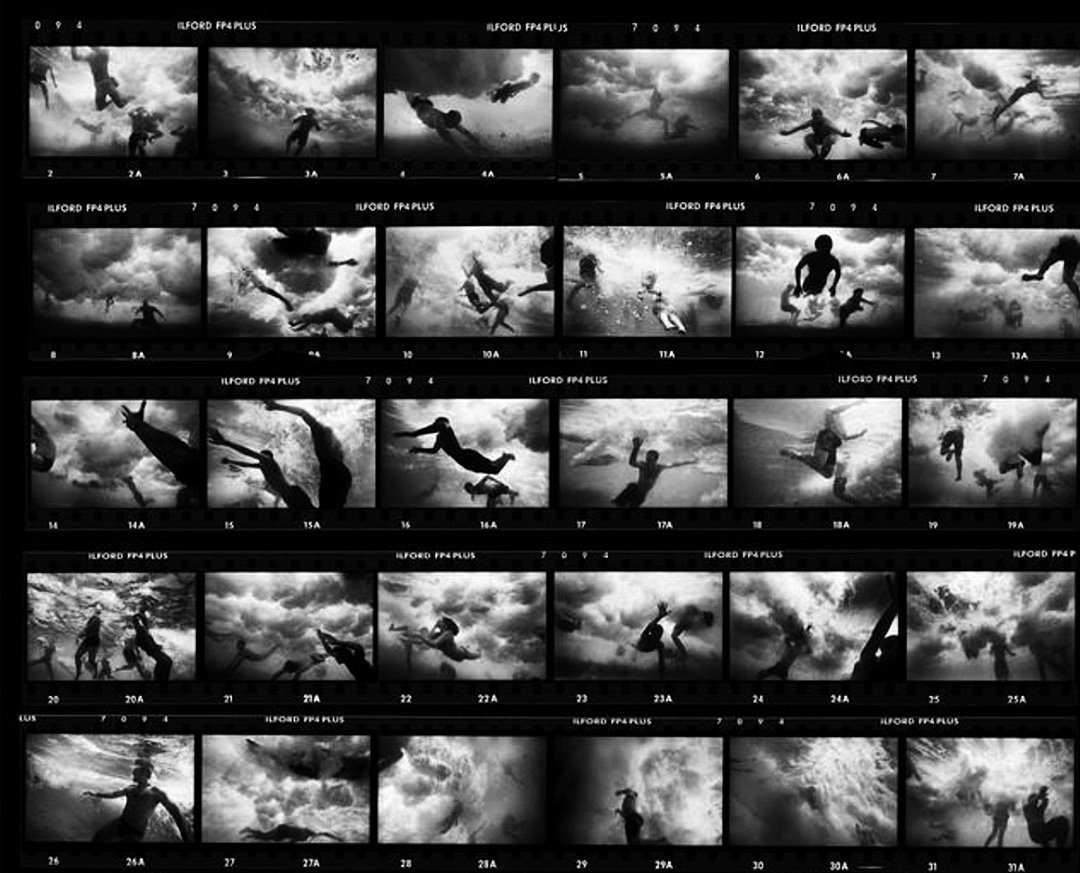 0 9 4 ILFORD FP4 PLUS ILFORD FP4 PLUS 7 0 9 4 ILFORD FP4 PLUS
2 2A 3 3A 4 4A 5 5A 6 6A 7 7A
ILFORD FP4 PLUS 7 0 9 4 ILFORD FP4 PLUS ILFORD FP4 PLUS 7 0 9 4 ILFORD FP4 PLUS
8 8A 9 9A 10 10A 11 11A 12 A 13 13A
ILFORD FP4 PLUS 7 0 9 4 ILFORD FP4 PLUS ILFORD FP4 PLUS 7 0 9 4
14 14A 15 15A 16 16A 17 17A 18 18A 19 19A
ILFORD FP4 PLUS ILFORD FP4 PLUS 7 0 9 4 ILFORD FP4 PLUS ILFORD FP4 P
20 20A 21 21A 22 22A 23 23A 24 24A 25 25A
LUS 7 0 9 4 ILFORD FP4 PLUS ILFORD FP4 PLUS 7 0 9 4 ILFORD FP4 PLUS
26 26A 27 27A 28 28A 29 29A 30 30A 31 31A